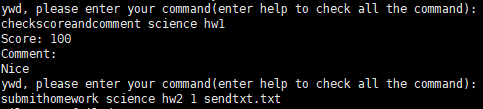 ywd, please enter your command(enter help to check all the command):
checkscoreandcomment science hw1
Score: 100
Comment:
Nice
ywd, please enter your command(enter help to check all the command):
submithomework science hw2 1 sendtxt.txt